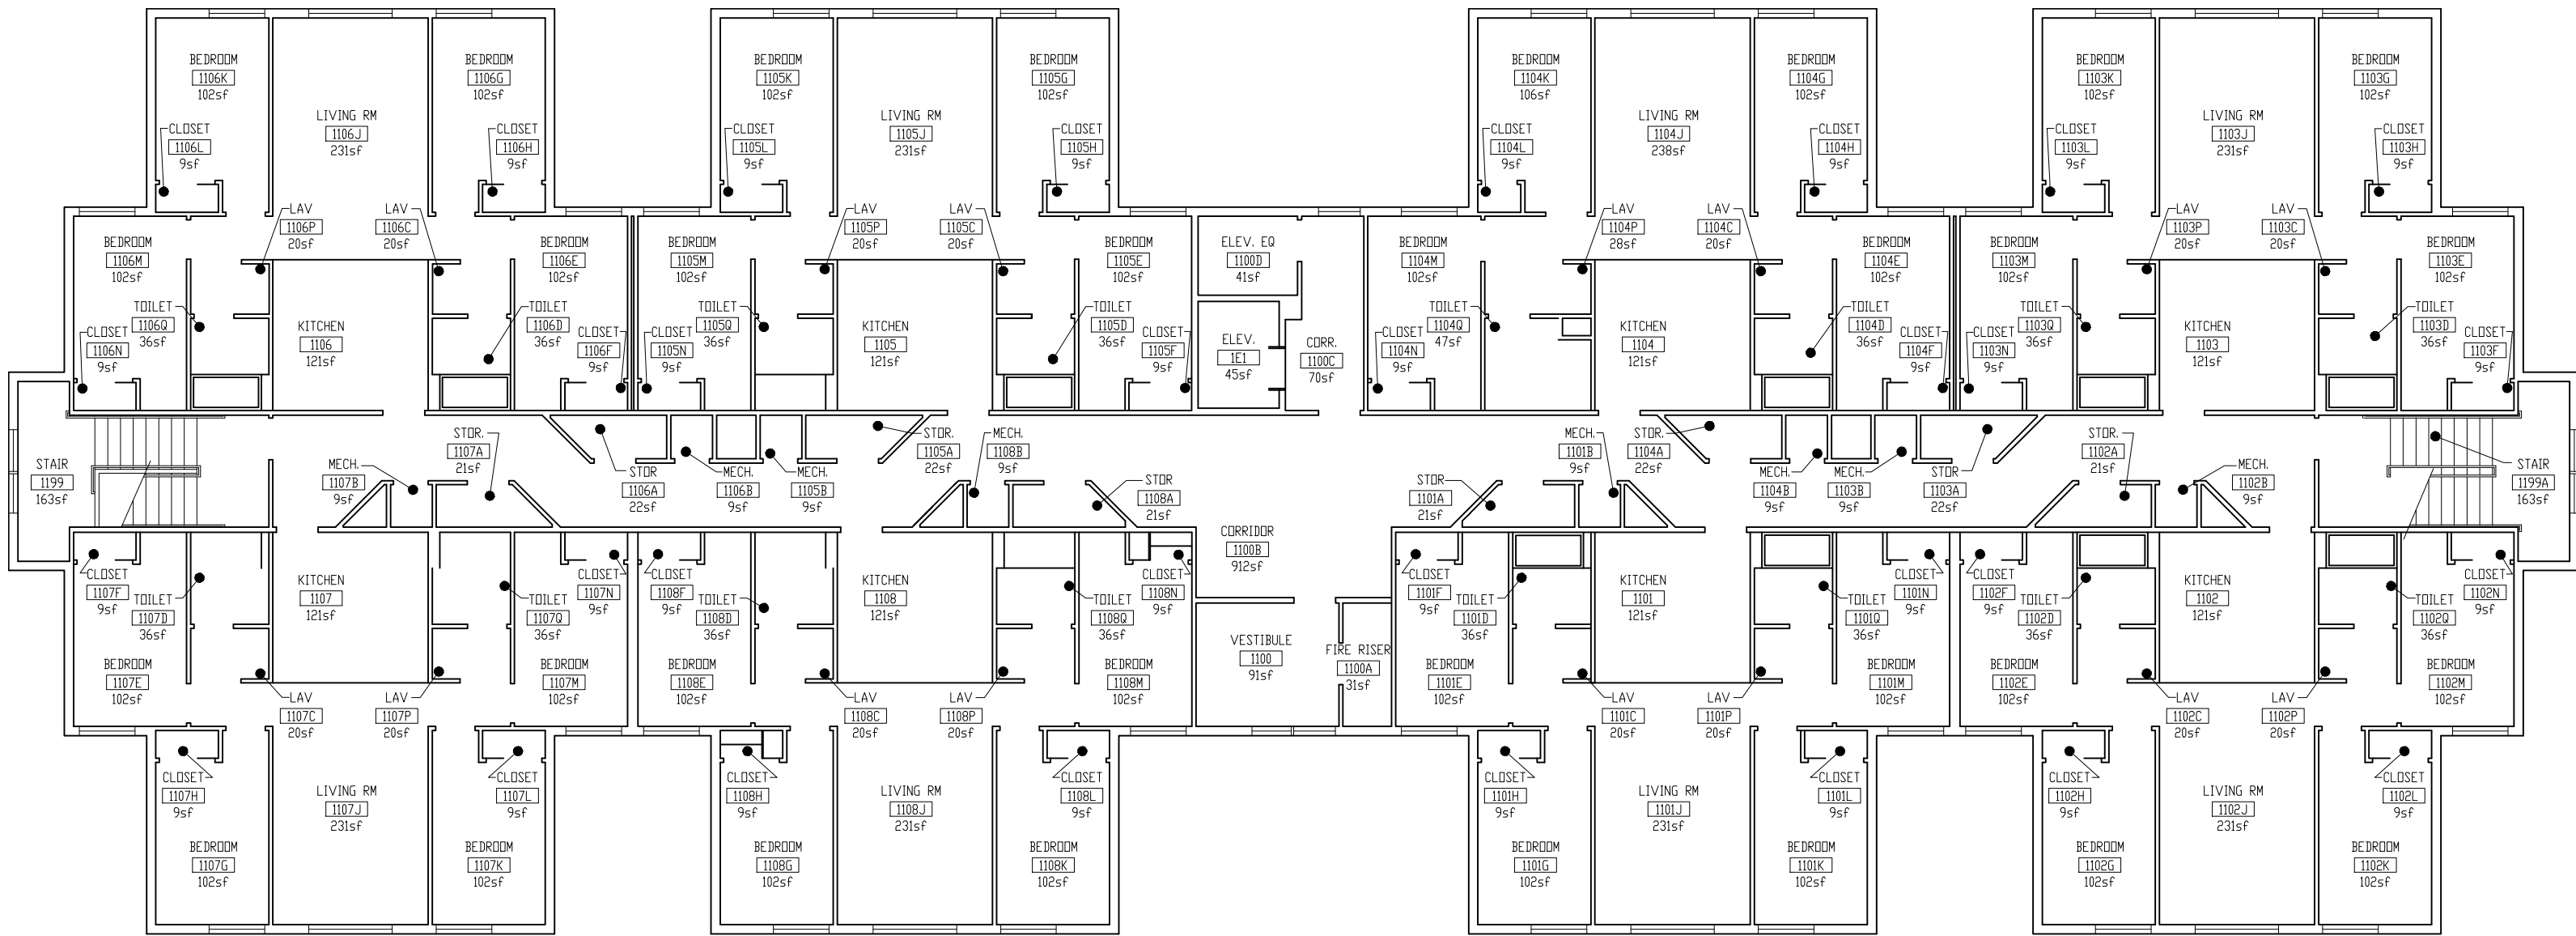 BEDROOM
1106K
102sf
LIVING RM
1106J
231sf
BEDROOM
1106G
102sf
CLOSET
1106L
9sf
CLOSET
1106H
9sf
LAV
1106P
20sf
LAV
1106C
20sf
BEDROOM
1106M
102sf
BEDROOM
1106E
102sf
TOILET
1106Q
36sf
TOILET
1106D
36sf
CLOSET
1106N
9sf
CLOSET
1106F
9sf
KITCHEN
1106
121sf
BEDROOM
1105K
102sf
LIVING RM
1105J
231sf
BEDROOM
1105G
102sf
CLOSET
1105L
9sf
CLOSET
1105H
9sf
LAV
1105P
20sf
LAV
1105C
20sf
BEDROOM
1105M
102sf
BEDROOM
1105E
102sf
TOILET
1105Q
36sf
TOILET
1105D
36sf
CLOSET
1105N
9sf
CLOSET
1105F
9sf
KITCHEN
1105
121sf
ELEV. EQ
1100D
41sf
ELEV.
1E1
45sf
CORR.
1100C
70sf
BEDROOM
1104K
106sf
LIVING RM
1104J
238sf
BEDROOM
1104G
102sf
CLOSET
1104L
9sf
CLOSET
1104H
9sf
LAV
1104P
28sf
LAV
1104C
20sf
BEDROOM
1104M
102sf
BEDROOM
1104E
102sf
TOILET
1104Q
47sf
TOILET
1104D
36sf
CLOSET
1104N
9sf
CLOSET
1104F
9sf
KITCHEN
1104
121sf
BEDROOM
1103K
102sf
LIVING RM
1103J
231sf
BEDROOM
1103G
102sf
CLOSET
1103L
9sf
CLOSET
1103H
9sf
LAV
1103P
20sf
LAV
1103C
20sf
BEDROOM
1103M
102sf
BEDROOM
1103E
102sf
TOILET
1103Q
36sf
TOILET
1103D
36sf
CLOSET
1103N
9sf
CLOSET
1103F
9sf
KITCHEN
1103
121sf
STAIR
1199
163sf
MECH.
1107B
9sf
STOR.
1107A
21sf
STOR
1106A
22sf
MECH.
1106B
9sf
MECH.
1105B
9sf
STOR.
1105A
22sf
MECH.
1108B
9sf
STOR
1108A
21sf
CORRIDOR
1100B
912sf
STOR
1101A
21sf
MECH.
1101B
9sf
STOR.
1104A
22sf
MECH.
1104B
9sf
MECH.
1103B
9sf
STOR
1103A
22sf
STOR.
1102A
21sf
MECH.
1102B
9sf
STAIR
1199A
163sf
CLOSET
1107F
9sf
TOILET
1107D
36sf
KITCHEN
1107
121sf
CLOSET
1107N
9sf
TOILET
1107Q
36sf
BEDROOM
1107E
102sf
BEDROOM
1107M
102sf
LAV
1107C
20sf
LAV
1107P
20sf
CLOSET
1107H
9sf
CLOSET
1107L
9sf
LIVING RM
1107J
231sf
BEDROOM
1107G
102sf
BEDROOM
1107K
102sf
CLOSET
1108F
9sf
TOILET
1108D
36sf
KITCHEN
1108
121sf
CLOSET
1108N
9sf
TOILET
1108Q
36sf
BEDROOM
1108E
102sf
BEDROOM
1108M
102sf
LAV
1108C
20sf
LAV
1108P
20sf
CLOSET
1108H
9sf
CLOSET
1108L
9sf
LIVING RM
1108J
231sf
BEDROOM
1108G
102sf
BEDROOM
1108K
102sf
VESTIBULE
1100
91sf
FIRE RISER
1100A
31sf
CLOSET
1101F
9sf
TOILET
1101D
36sf
KITCHEN
1101
121sf
CLOSET
1101N
9sf
TOILET
1101Q
36sf
BEDROOM
1101E
102sf
BEDROOM
1101M
102sf
LAV
1101C
20sf
LAV
1101P
20sf
CLOSET
1101H
9sf
CLOSET
1101L
9sf
LIVING RM
1101J
231sf
BEDROOM
1101G
102sf
BEDROOM
1101K
102sf
CLOSET
1102F
9sf
TOILET
1102D
36sf
KITCHEN
1102
121sf
CLOSET
1102N
9sf
TOILET
1102Q
36sf
BEDROOM
1102E
102sf
BEDROOM
1102M
102sf
LAV
1102C
20sf
LAV
1102P
20sf
CLOSET
1102H
9sf
CLOSET
1102L
9sf
LIVING RM
1102J
231sf
BEDROOM
1102G
102sf
BEDROOM
1102K
102sf